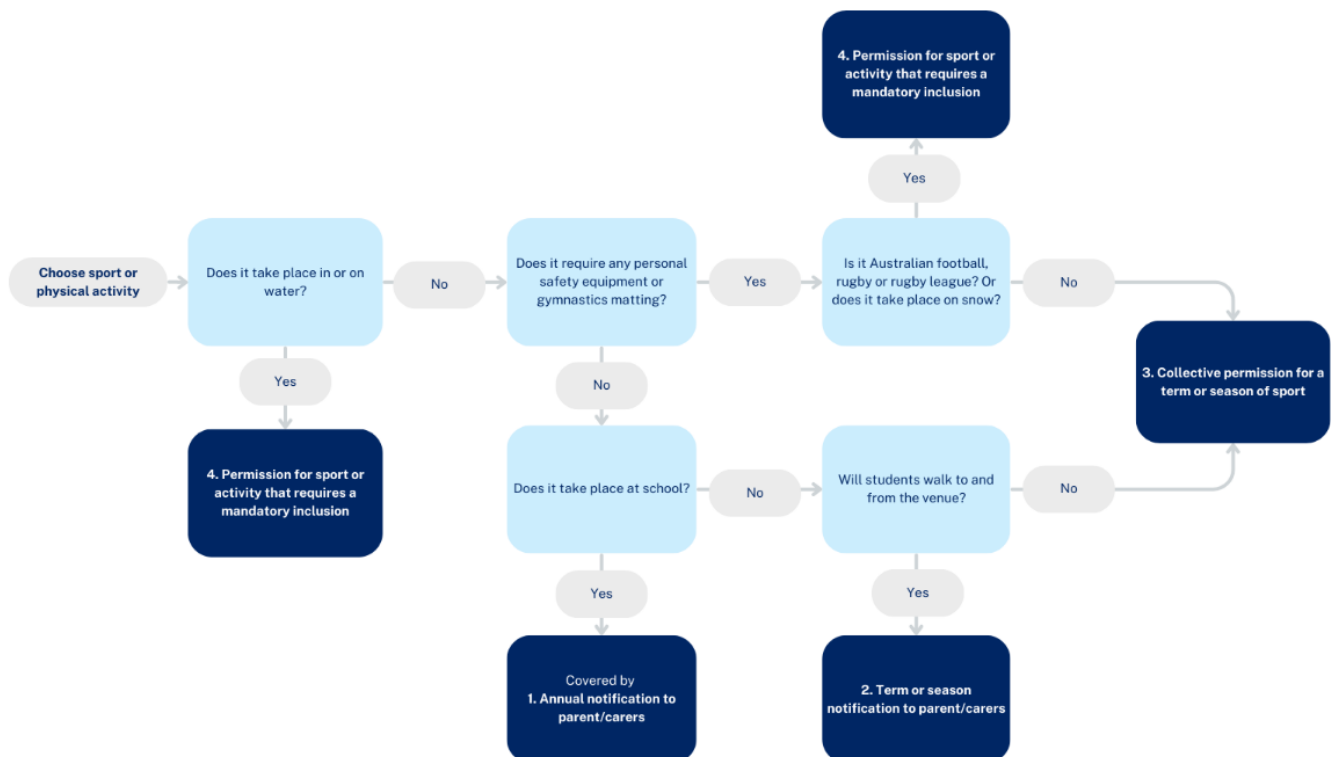 4. Permission for sport or
activity that requires a
mandatory inclusion
Yes
Choose sport or
physical activity
Does it take place in or on
water?
No
Does it require any personal
safety equipment or
gymnastics matting?
Yes
Is it Australian football,
rugby or rugby league? Or
does it take place on snow?
No
Yes
No
3. Collective permission for a
term or season of sport
4. Permission for sport or
activity that requires a
mandatory inclusion
Does it take place at school?
No
Will students walk to and
from the venue?
No
Yes
Yes
Covered by
1. Annual notification to
parent/carers
2. Term or season
notification to parent/carers